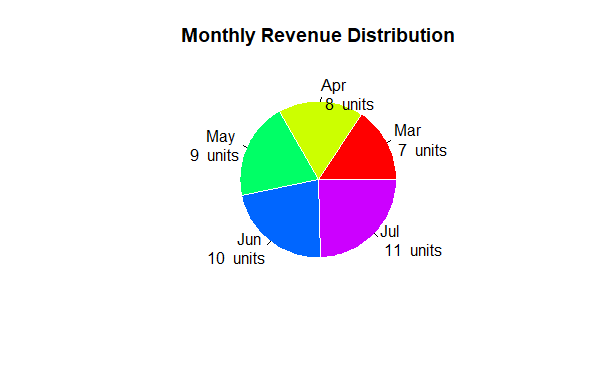 Monthly Revenue Distribution
Apr
8 units
Mar
7 units
May
9 units
Jun
10 units
Jul
11 units